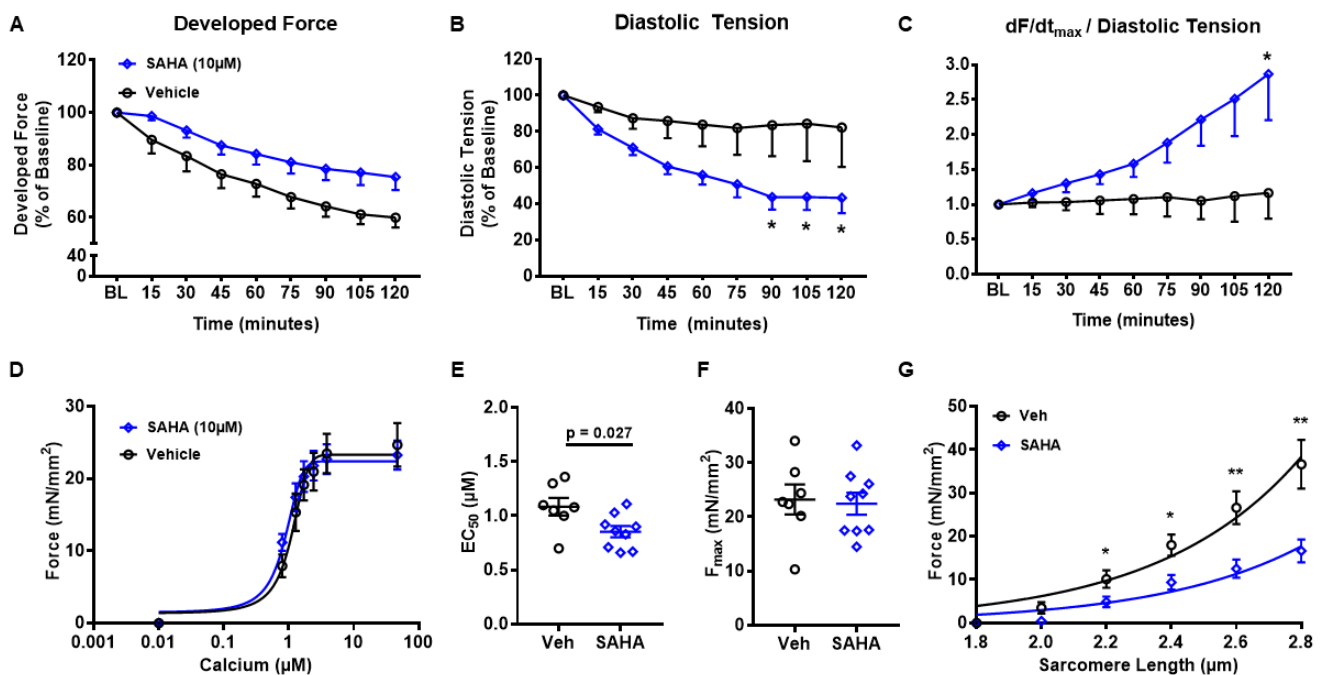 A
Developed Force
120
100
80
60
40
0
Developed Force
(% of Baseline)
SAHA (10µM)
Vehicle
BL 15 30 45 60 75 90 105 120
Time (minutes)
B
Diastolic Tension
120
100
80
60
40
20
0
Diastolic Tension
(% of Baseline)
* * *
BL 15 30 45 60 75 90 105 120
Time (minutes)
C
dF/dtmax / Diastolic Tension
3.0
2.5
2.0
1.5
1.0
0.5
0.0
*
BL 15 30 45 60 75 90 105 120
Time (minutes)
D
30
20
10
0
Force (mN/mm²)
SAHA (10µM)
Vehicle
0.001 0.01 0.1 1 10 100
Calcium (µM)
E
2.0
1.5
1.0
0.5
0.0
EC50 (µM)
p = 0.027
Veh SAHA
F
40
30
20
10
0
Fmax (mN/mm²)
Veh SAHA
G
50
40
30
20
10
0
Force (mN/mm²)
Veh
SAHA
* * ** **
1.8 2.0 2.2 2.4 2.6 2.8
Sarcomere Length (µm)